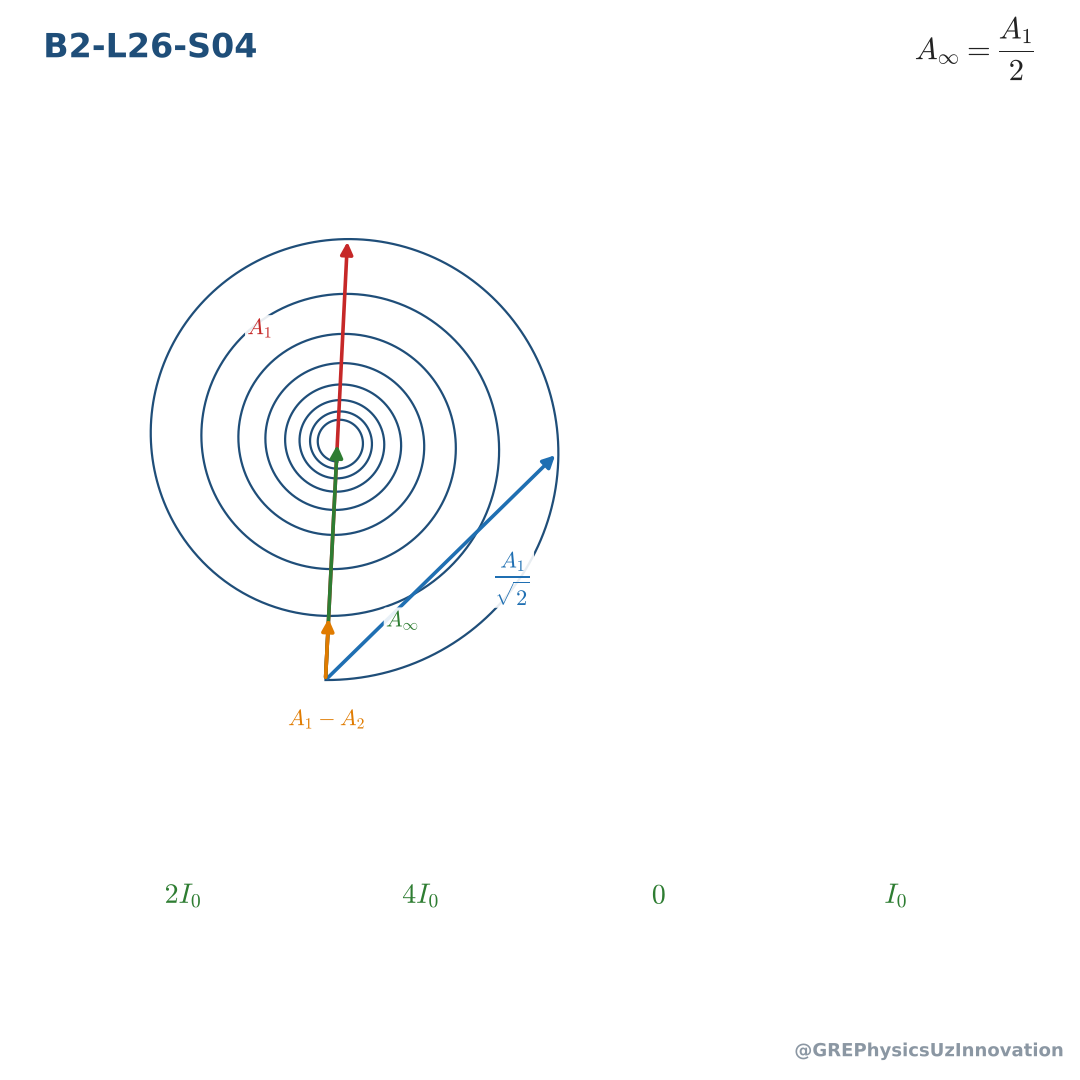 B2-L26-S04
A∞ = A₁/2
A₁
A₁/√2
A∞
A₁ − A₂
2I₀ 4I₀ 0 I₀
@GREPhysicsUzInnovation